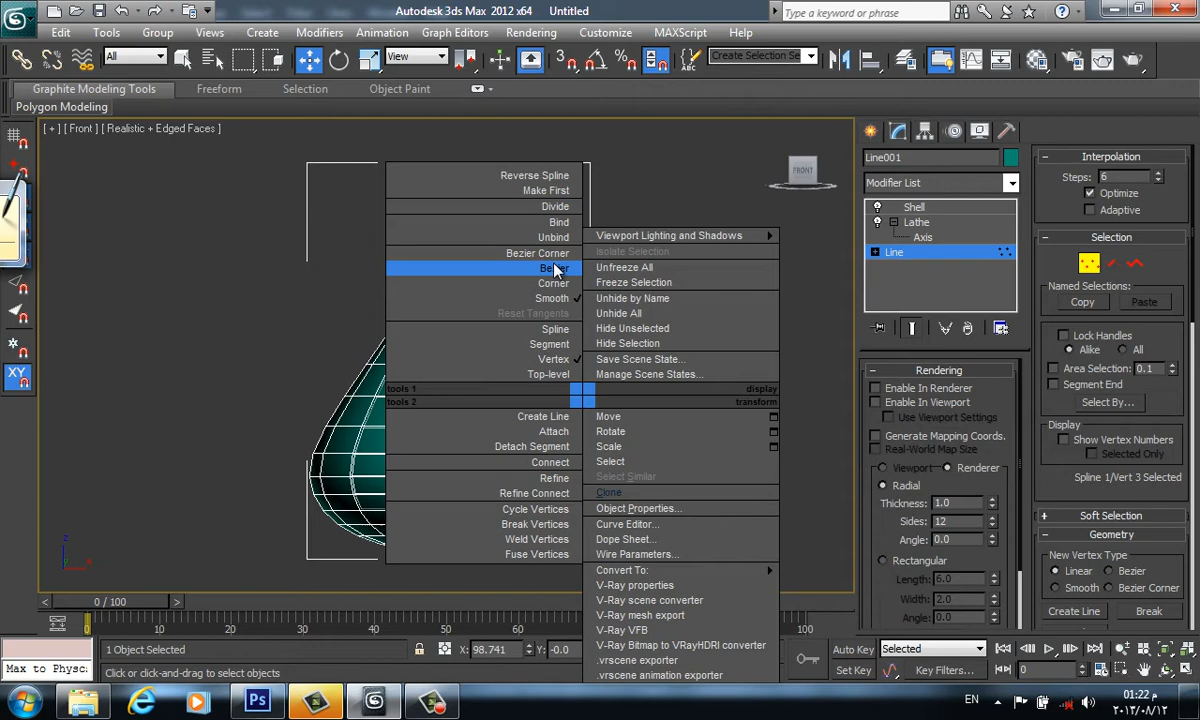 Autodesk 3ds Max 2012 x64 Untitled
Type a keyword or phrase
Edit Tools Group Views Create Modifiers Animation Graph Editors Rendering Customize MAXScript Help
All View 3 Create Selection Se
Graphite Modeling Tools Freeform Selection Object Paint
Polygon Modeling
[ + ] [ Front ] [ Realistic + Edged Faces ]
FRONT
Reverse Spline
Make First
Divide
Bind
Unbind
Bezier Corner
Bezier
Corner
Smooth
Reset Tangents
Spline
Segment
Vertex
Top-level
tools 1
tools 2
Create Line
Attach
Detach Segment
Connect
Refine
Refine Connect
Cycle Vertices
Break Vertices
Weld Vertices
Fuse Vertices
Viewport Lighting and Shadows
Isolate Selection
Unfreeze All
Freeze Selection
Unhide by Name
Unhide All
Hide Unselected
Hide Selection
Save Scene State...
Manage Scene States...
display
transform
Move
Rotate
Scale
Select
Select Similar
Clone
Object Properties...
Curve Editor...
Dope Sheet...
Wire Parameters...
Convert To:
V-Ray properties
V-Ray scene converter
V-Ray mesh export
V-Ray VFB
V-Ray Bitmap to VRayHDRI converter
.vrscene exporter
.vrscene animation exporter
Line001
Modifier List
Shell
Lathe
Axis
Line
Rendering
Enable In Renderer
Enable In Viewport
Use Viewport Settings
Generate Mapping Coords.
Real-World Map Size
Viewport Renderer
Radial
Thickness: 1.0
Sides: 12
Angle: 0.0
Rectangular
Length: 6.0
Width: 2.0
Angle: 0.0
Interpolation
Steps: 6
Optimize
Adaptive
Selection
Named Selections:
Copy Paste
Lock Handles
Alike All
Area Selection: 0.1
Segment End
Select By...
Display
Show Vertex Numbers
Selected Only
Spline 1/Vert 3 Selected
Soft Selection
Geometry
New Vertex Type
Linear Bezier
Smooth Bezier Corner
Create Line Break
XY
z
x
0 / 100
10 20 30 40 50 60 100
Max to Physc
1 Object Selected
X: 98.741 Y: -0.0
Click or click-and-drag to select objects
Auto Key Selected
Set Key Key Filters... 0
Ps
EN
01:22 م
٢٠١٣/٠٨/١٢